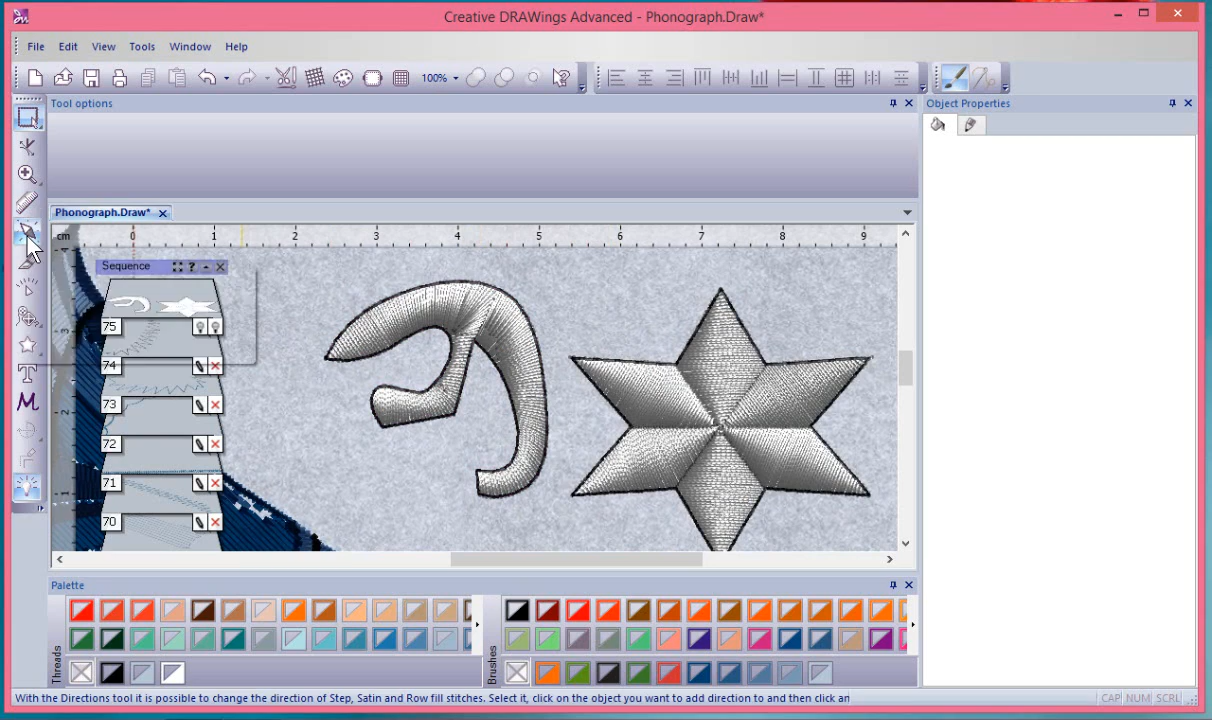 Creative DRAWings Advanced - Phonograph.Draw*
File Edit View Tools Window Help
100%
Tool options
Object Properties
Phonograph.Draw*
cm 0 1 2 3 4 5 6 7 8 9
Sequence
75
74
73
72
71
70
4
3
2
1
Palette
Threads
Brushes
With the Directions tool it is possible to change the direction of Step, Satin and Row fill stitches. Select it, click on the object you want to add direction to and then click an
CAP NUM SCRL